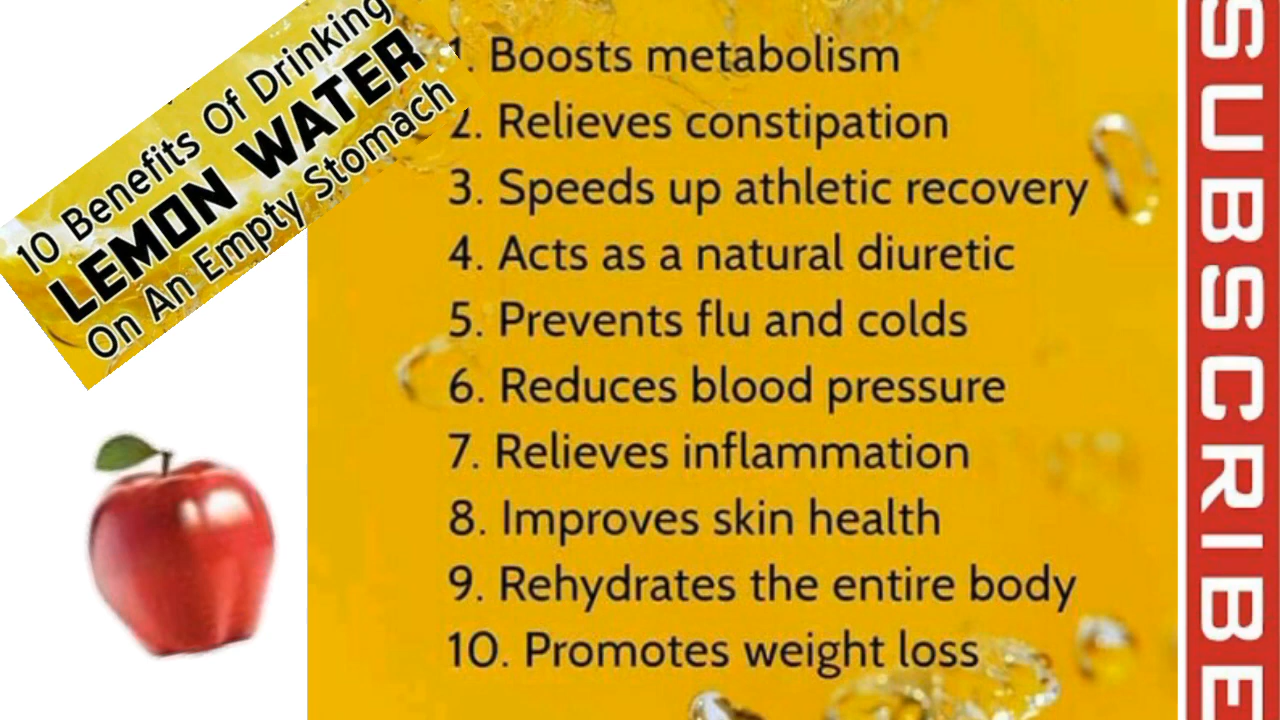 10 Benefits Of Drinking
LEMON WATER
On An Empty Stomach
1. Boosts metabolism
2. Relieves constipation
3. Speeds up athletic recovery
4. Acts as a natural diuretic
5. Prevents flu and colds
6. Reduces blood pressure
7. Relieves inflammation
8. Improves skin health
9. Rehydrates the entire body
10. Promotes weight loss
SUBSCRIBE